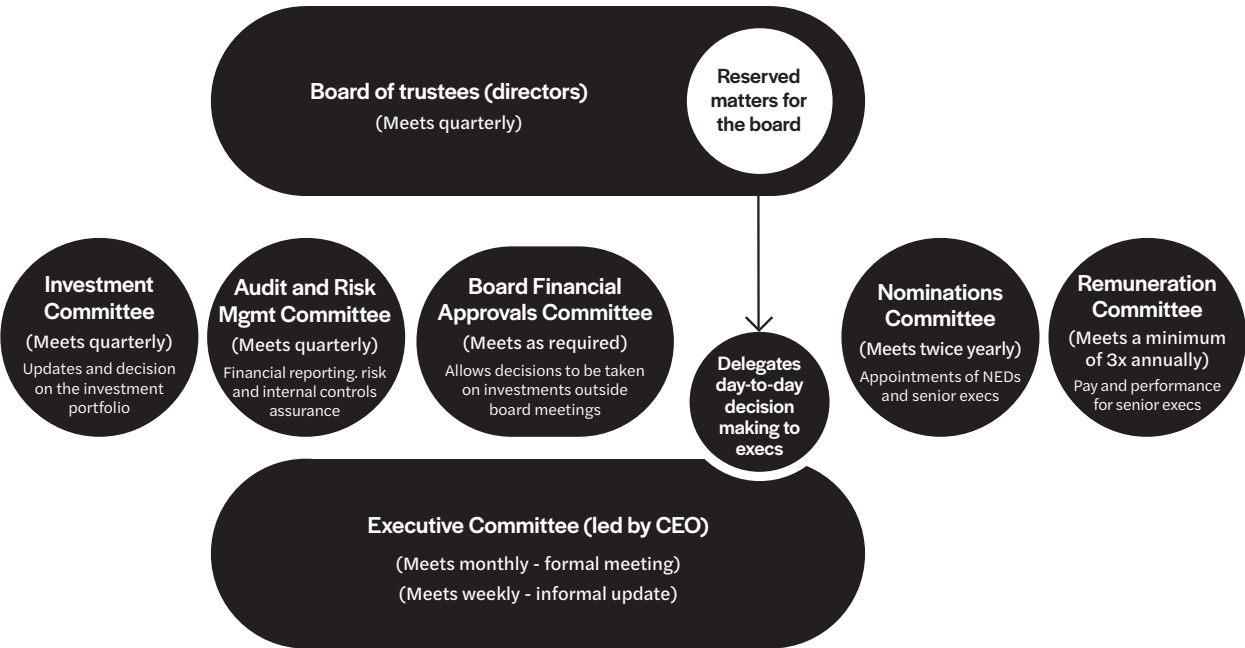 Board of trustees (directors)
(Meets quarterly)
Reserved
matters for
the board
Investment
Committee
(Meets quarterly)
Updates and decision
on the investment
portfolio
Audit and Risk
Mgmt Committee
(Meets quarterly)
Financial reporting. risk
and internal controls
assurance
Board Financial
Approvals Committee
(Meets as required)
Allows decisions to be taken
on investments outside
board meetings
Delegates
day-to-day
decision
making to
execs
Nominations
Committee
(Meets twice yearly)
Appointments of NEDs
and senior execs
Remuneration
Committee
(Meets a minimum
of 3x annually)
Pay and performance
for senior execs
Executive Committee (led by CEO)
(Meets monthly - formal meeting)
(Meets weekly - informal update)